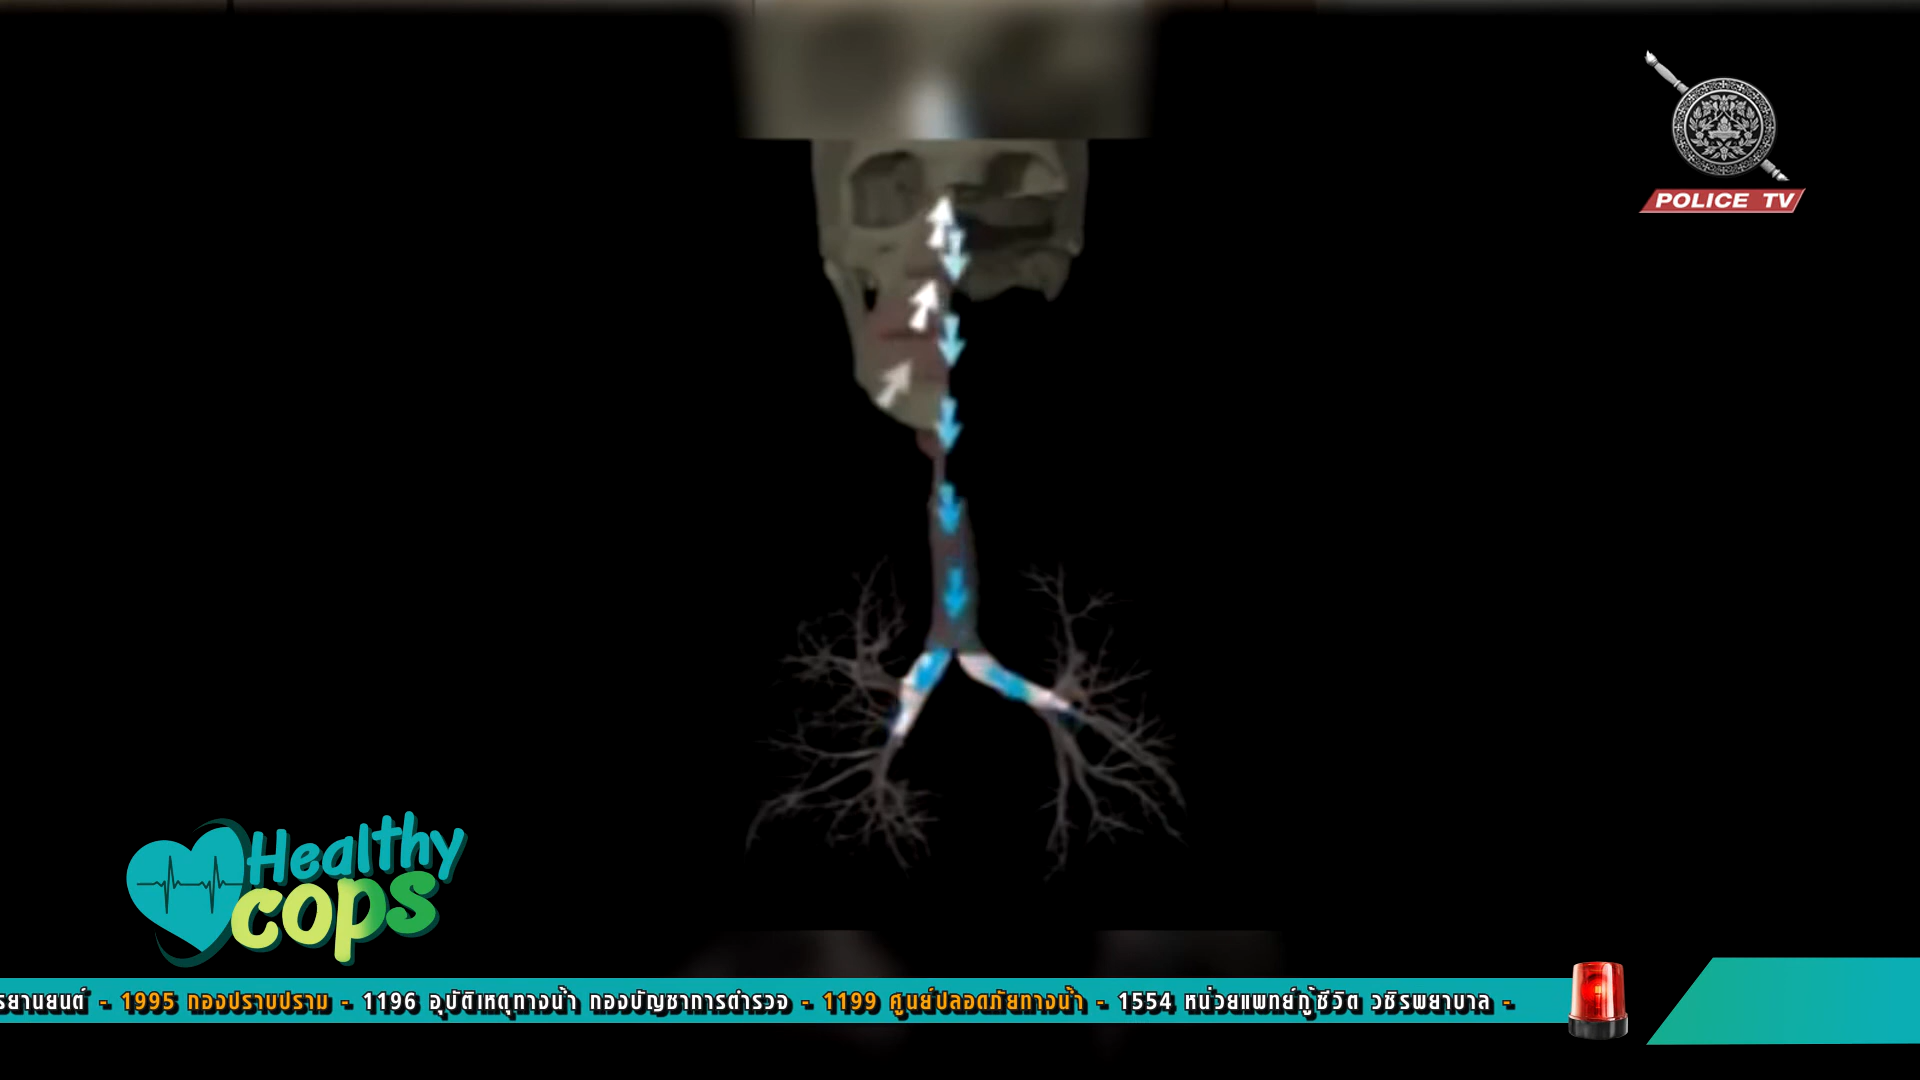 POLICE TV
Healthy
cops
รยานยนต์ - 1995 กองปราบปราม - 1196 อุบัติเหตุทางน้ำ กองบัญชาการตำรวจ - 1199 ศูนย์ปลอดภัยทางน้ำ - 1554 หน่วยแพทย์กู้ชีวิต วชิรพยาบาล -